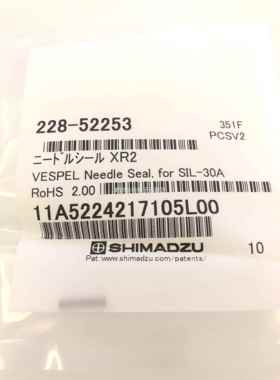 228-52253
351F
PCSV2
ニードルシール XR2
VESPEL Needle Seal. for SIL-30A
RoHS 2.00
11A5224217105L00
SHIMADZU
10
Pat. www.shimadzu.com/patents/